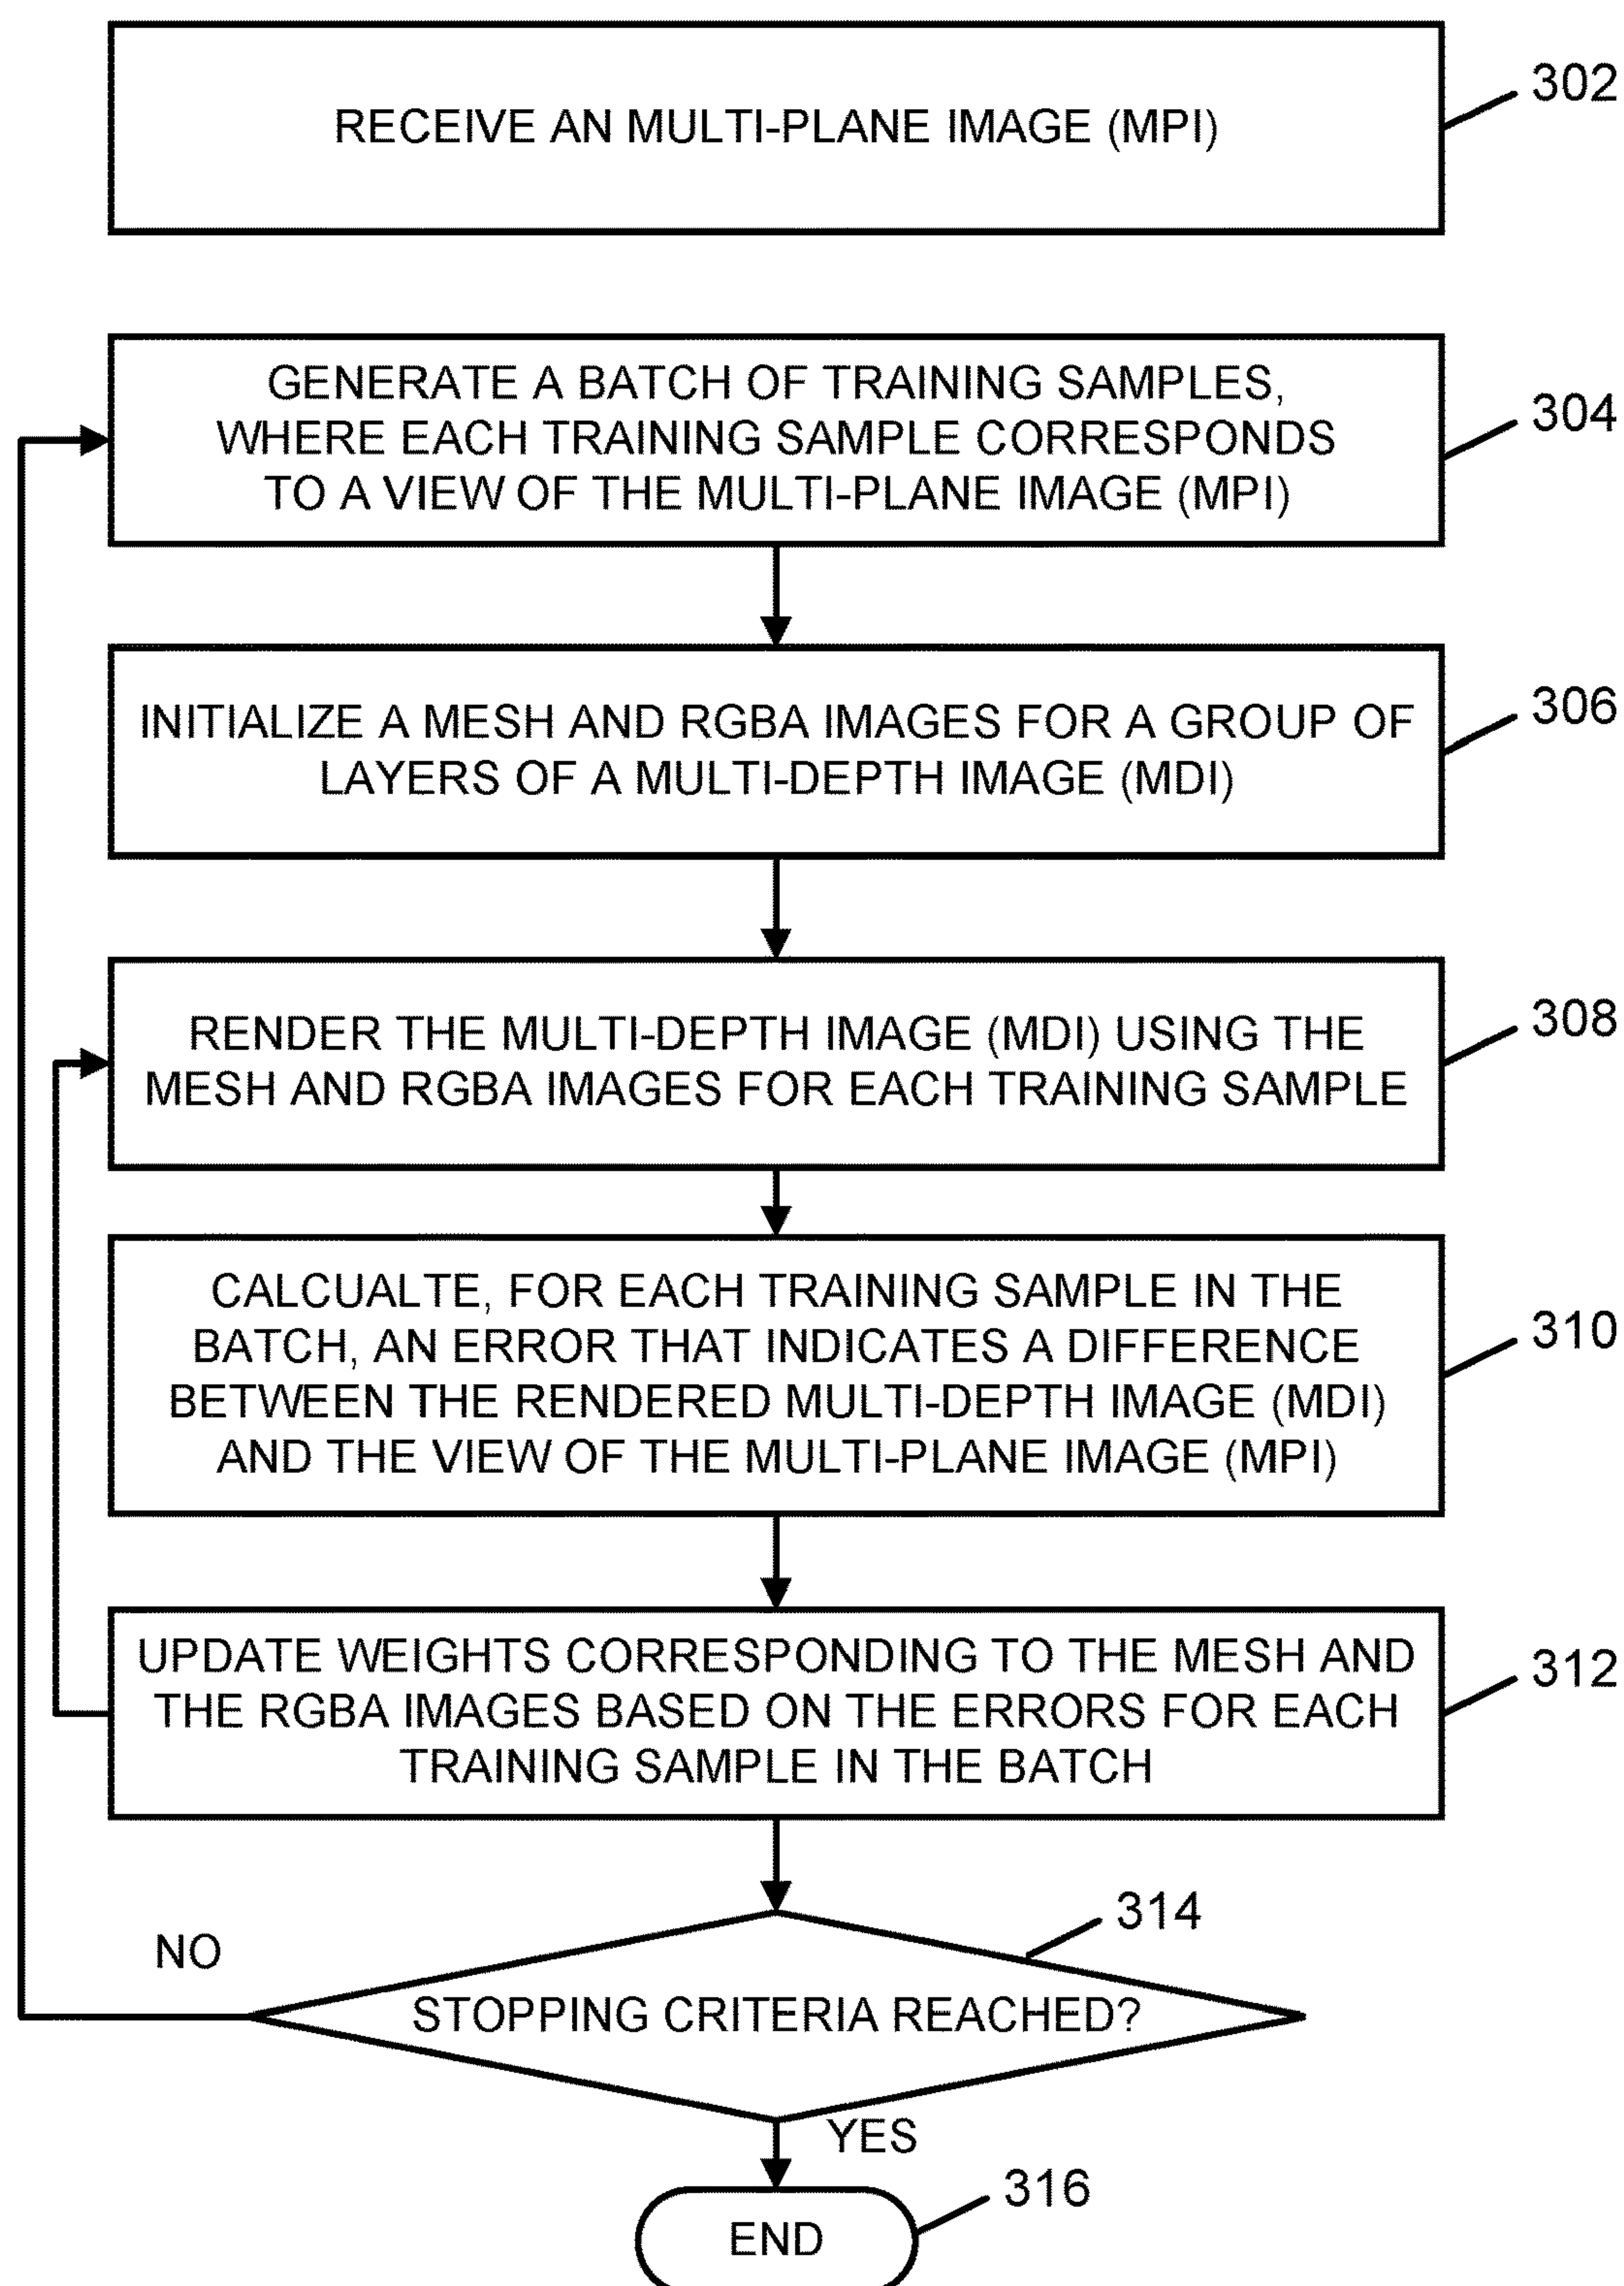 RECEIVE AN MULTI-PLANE IMAGE (MPI)
302
GENERATE A BATCH OF TRAINING SAMPLES,
WHERE EACH TRAINING SAMPLE CORRESPONDS
TO A VIEW OF THE MULTI-PLANE IMAGE (MPI)
304
INITIALIZE A MESH AND RGBA IMAGES FOR A GROUP OF
LAYERS OF A MULTI-DEPTH IMAGE (MDI)
306
RENDER THE MULTI-DEPTH IMAGE (MDI) USING THE
MESH AND RGBA IMAGES FOR EACH TRAINING SAMPLE
308
CALCUALTE, FOR EACH TRAINING SAMPLE IN THE
BATCH, AN ERROR THAT INDICATES A DIFFERENCE
BETWEEN THE RENDERED MULTI-DEPTH IMAGE (MDI)
AND THE VIEW OF THE MULTI-PLANE IMAGE (MPI)
310
UPDATE WEIGHTS CORRESPONDING TO THE MESH AND
THE RGBA IMAGES BASED ON THE ERRORS FOR EACH
TRAINING SAMPLE IN THE BATCH
312
314
NO
STOPPING CRITERIA REACHED?
YES
316
END